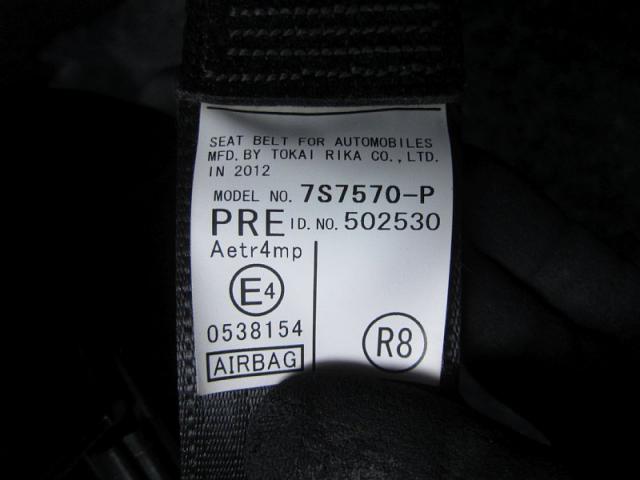 SEAT BELT FOR AUTOMOBILES
MFD. BY TOKAI RIKA CO., LTD.
IN 2012
MODEL NO. 7S7570-P
PRE I D. NO. 502530
Aetr4mp
E4
0538154
R8
AIRBAG